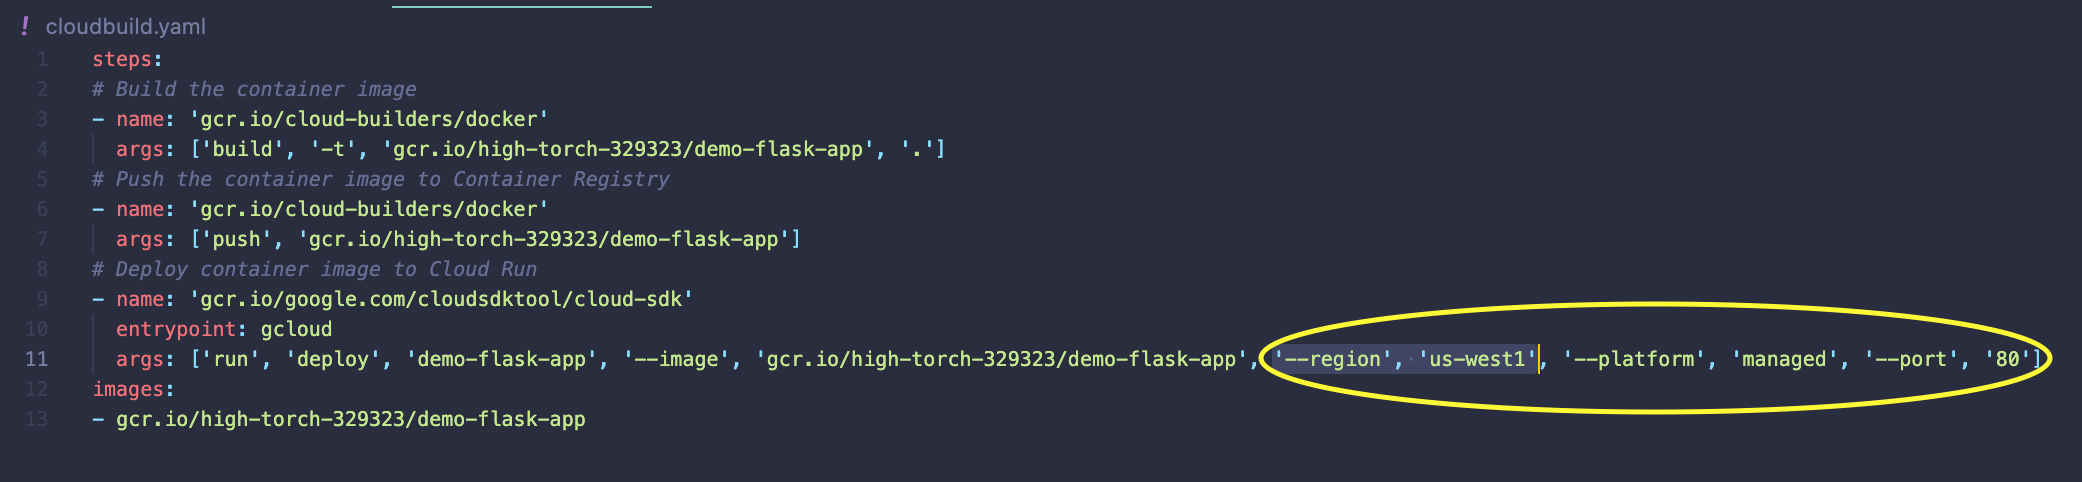 ! cloudbuild.yaml
1 steps:
2 # Build the container image
3 - name: 'gcr.io/cloud-builders/docker'
4 args: ['build', '-t', 'gcr.io/high-torch-329323/demo-flask-app', '.']
5 # Push the container image to Container Registry
6 - name: 'gcr.io/cloud-builders/docker'
7 args: ['push', 'gcr.io/high-torch-329323/demo-flask-app']
8 # Deploy container image to Cloud Run
9 - name: 'gcr.io/google.com/cloudsdktool/cloud-sdk'
10 entrypoint: gcloud
11 args: ['run', 'deploy', 'demo-flask-app', '--image', 'gcr.io/high-torch-329323/demo-flask-app', '--region', 'us-west1', '--platform', 'managed', '--port', '80']
12 images:
13 - gcr.io/high-torch-329323/demo-flask-app